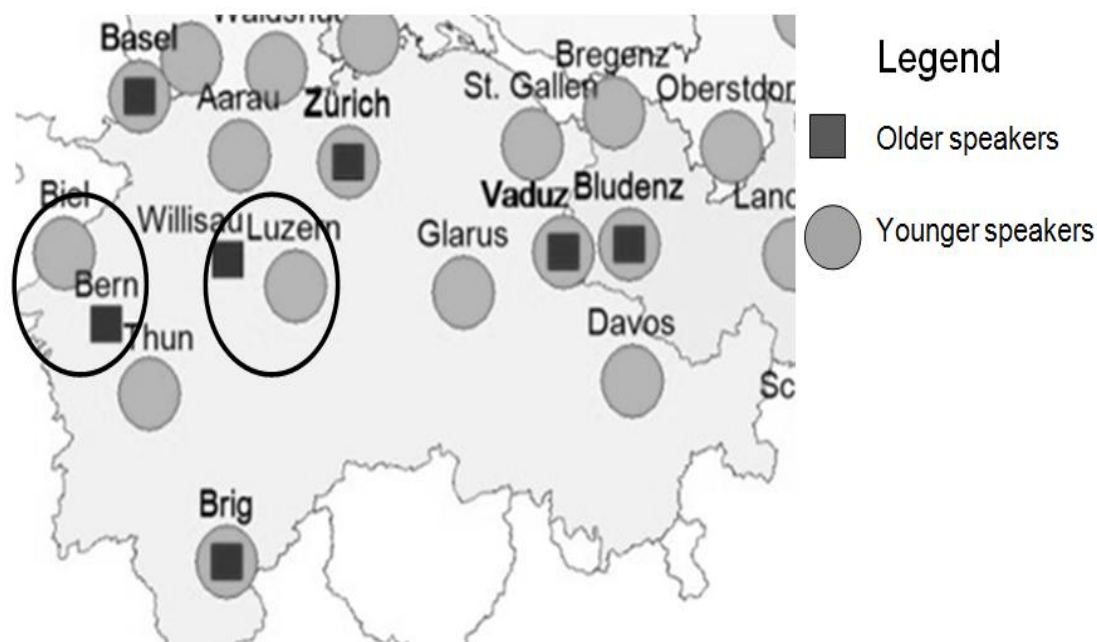 Basel
Aarau
Zürich
St. Gallen
Bregenz
Biel
Willisau
Luzern
Glarus
Vaduz
Bludenz
Bern
Thun
Davos
Brig
Legend
Older speakers
Younger speakers